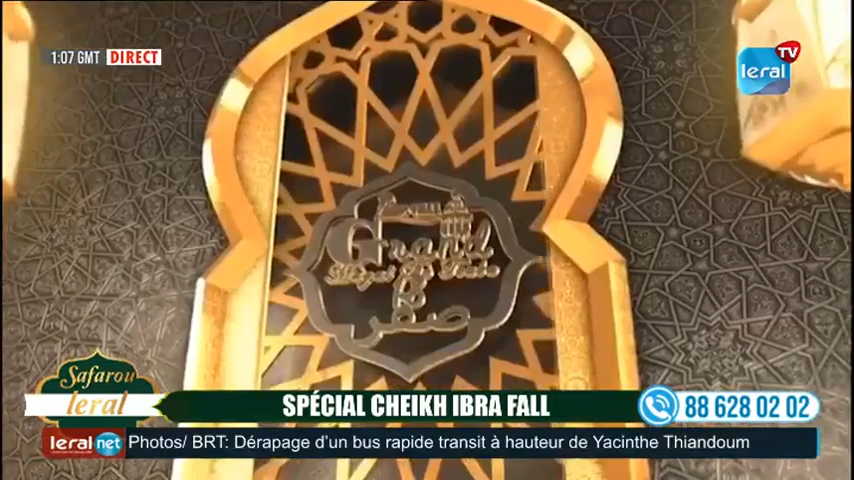 1:07 GMT DIRECT
leral TV
Grand
صفر
Safarou
leral
SPÉCIAL CHEIKH IBRA FALL
88 628 02 02
leral net
Photos/ BRT: Dérapage d'un bus rapide transit à hauteur de Yacinthe Thiandoum